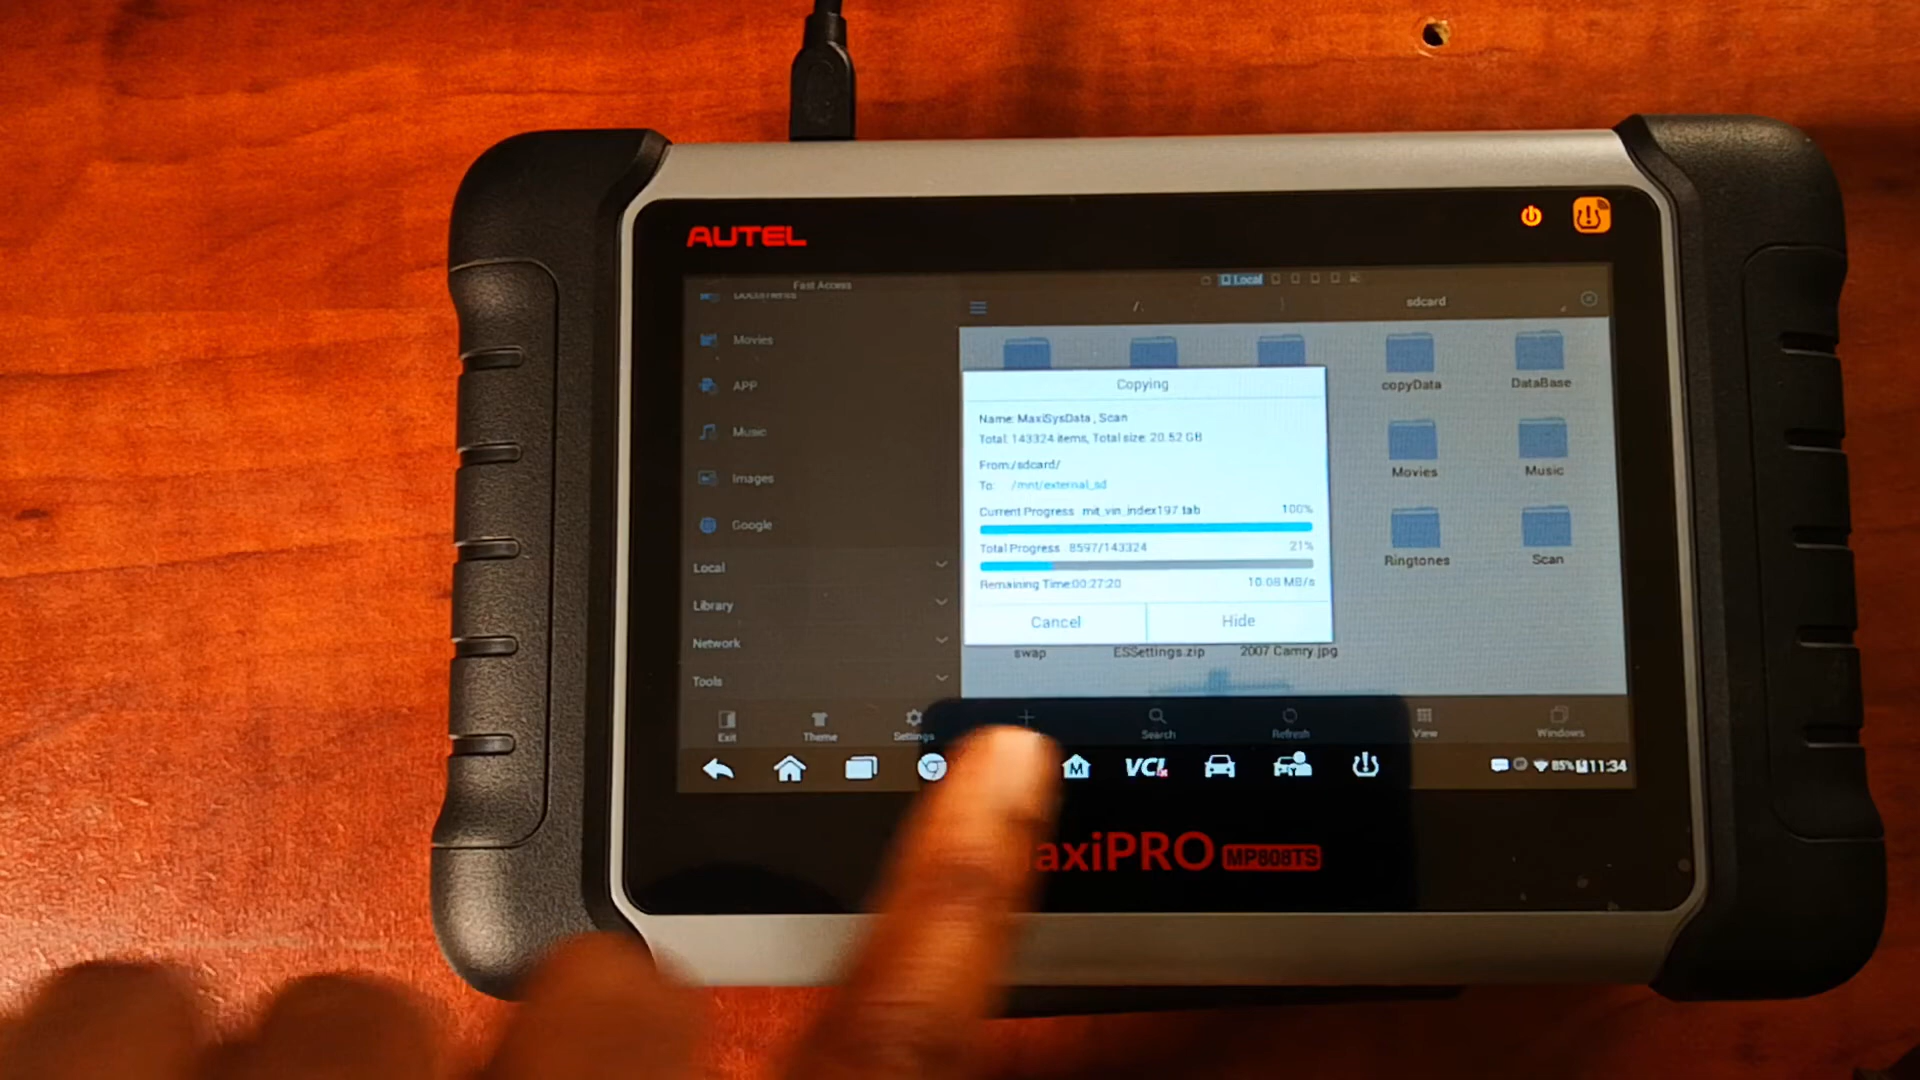 AUTEL
Fast Access
Local
Documents
/
sdcard
Movies
APP
Music
Images
Google
Local
Library
Network
Tools
copyData
DataBase
Movies
Music
Ringtones
Scan
Copying
Name: MaxiSysData , Scan
Total: 143324 items, Total size: 20.52 GB
From:/sdcard/
To: /mnt/external_sd
Current Progress mit_vin_index197.tab 100%
Total Progress 8597/143324 21%
Remaining Time:00:27:20 10.08 MB/s
Cancel
Hide
swap
ESSettings.zip
2007 Camry.jpg
Exit
Theme
Settings
Search
Refresh
View
Windows
M
VCI
85% 11:34
axiPRO MP808TS